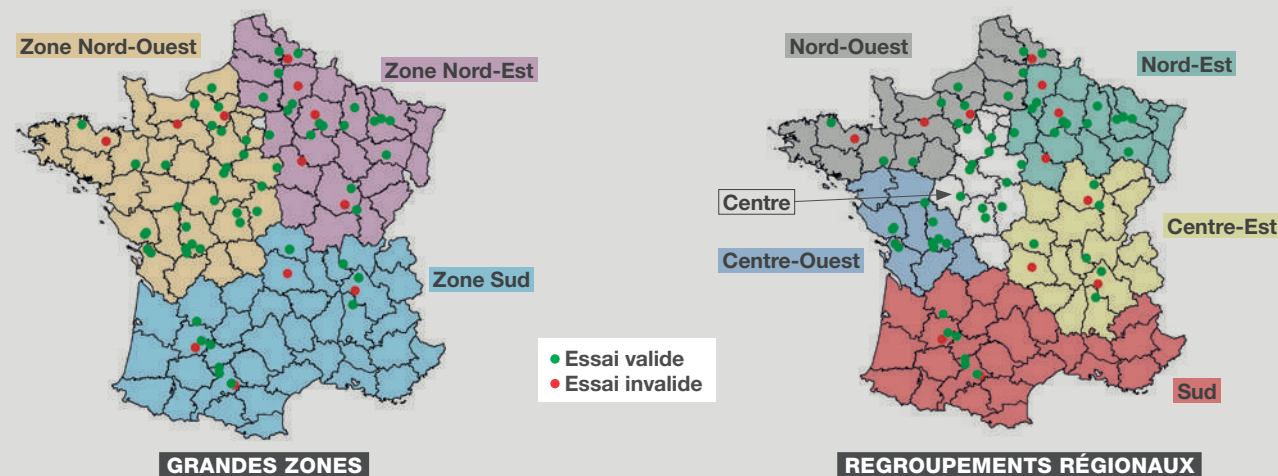 Zone Nord-Ouest
Zone Nord-Est
Zone Sud
GRANDES ZONES
Essai valide
Essai invalide
Nord-Ouest
Nord-Est
Centre
Centre-Est
Centre-Ouest
Sud
REGROUPEMENTS RÉGIONAUX